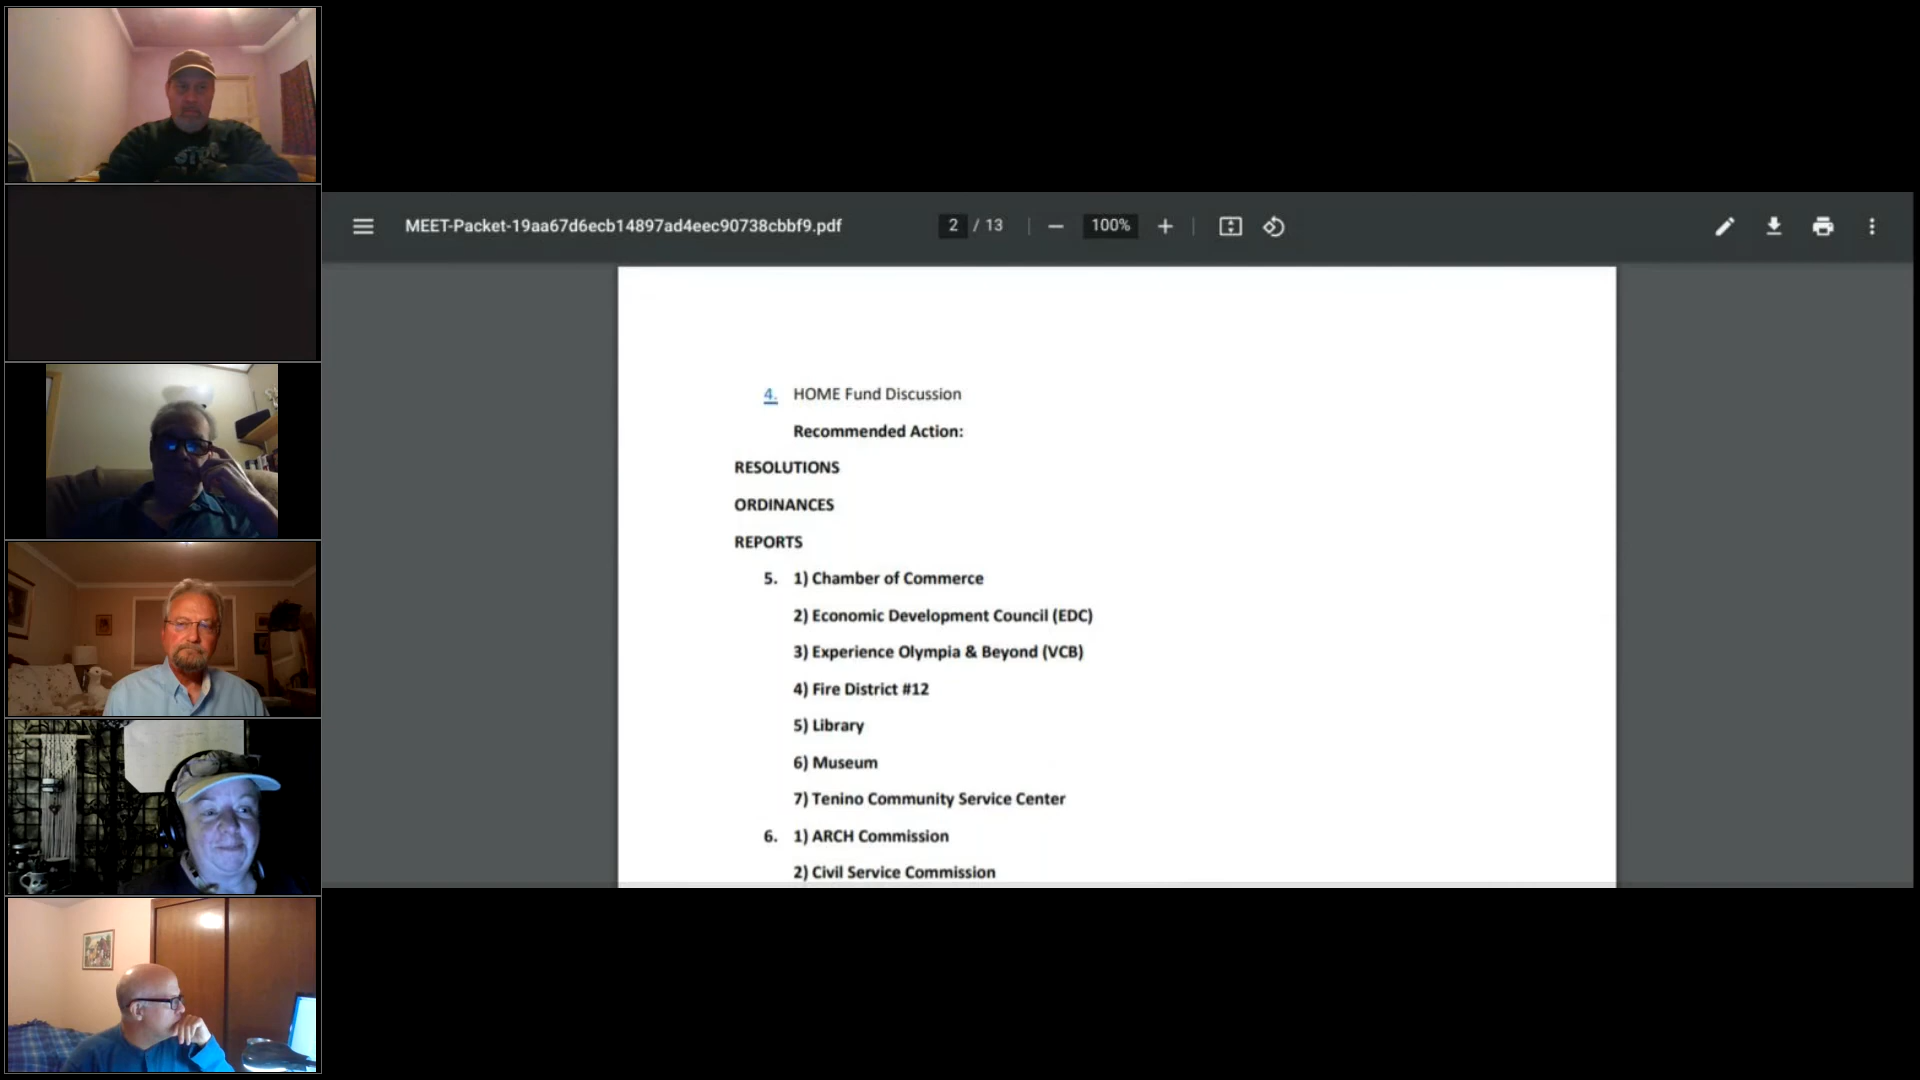 MEET-Packet-19aa67d6ecb14897ad4eec90738cbbf9.pdf
2 / 13
100%
4. HOME Fund Discussion
Recommended Action:
RESOLUTIONS
ORDINANCES
REPORTS
5. 1) Chamber of Commerce
2) Economic Development Council (EDC)
3) Experience Olympia & Beyond (VCB)
4) Fire District #12
5) Library
6) Museum
7) Tenino Community Service Center
6. 1) ARCH Commission
2) Civil Service Commission